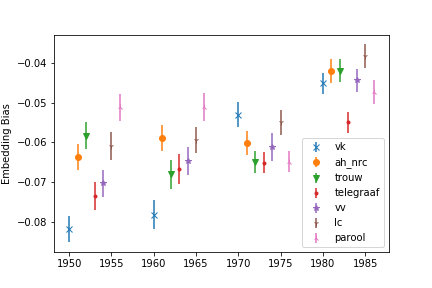 Embedding Bias
−0.04
−0.05
−0.06
−0.07
−0.08
1950 1955 1960 1965 1970 1975 1980 1985
vk
ah_nrc
trouw
telegraaf
vv
lc
parool